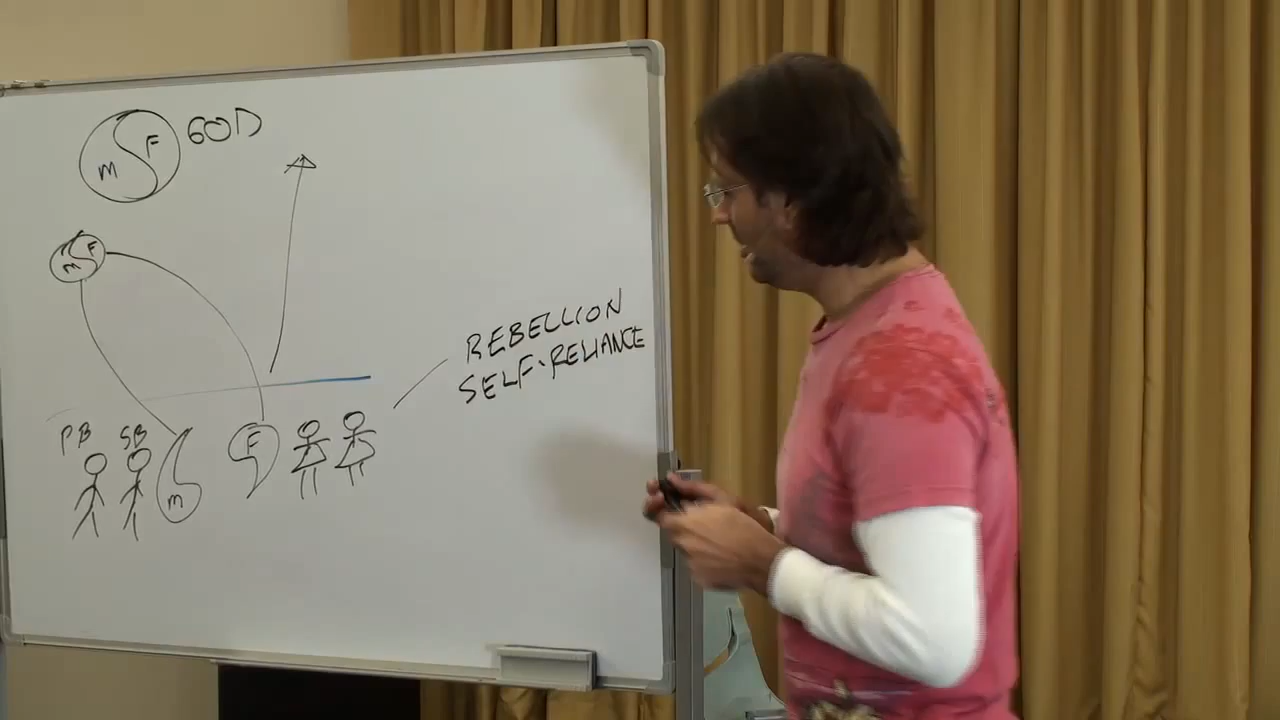 M F GOD
M F
REBELLION
SELF-RELIANCE
PB SB
F
M